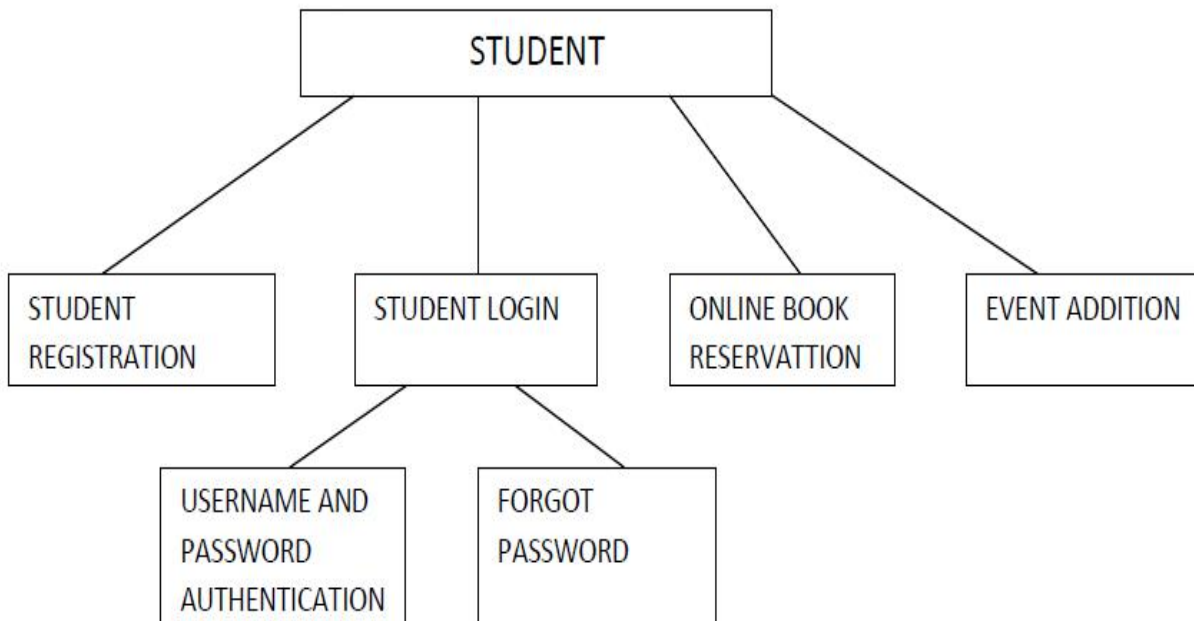 STUDENT
STUDENT
REGISTRATION
STUDENT LOGIN
ONLINE BOOK
RESERVATTION
EVENT ADDITION
USERNAME AND
PASSWORD
AUTHENTICATION
FORGOT
PASSWORD